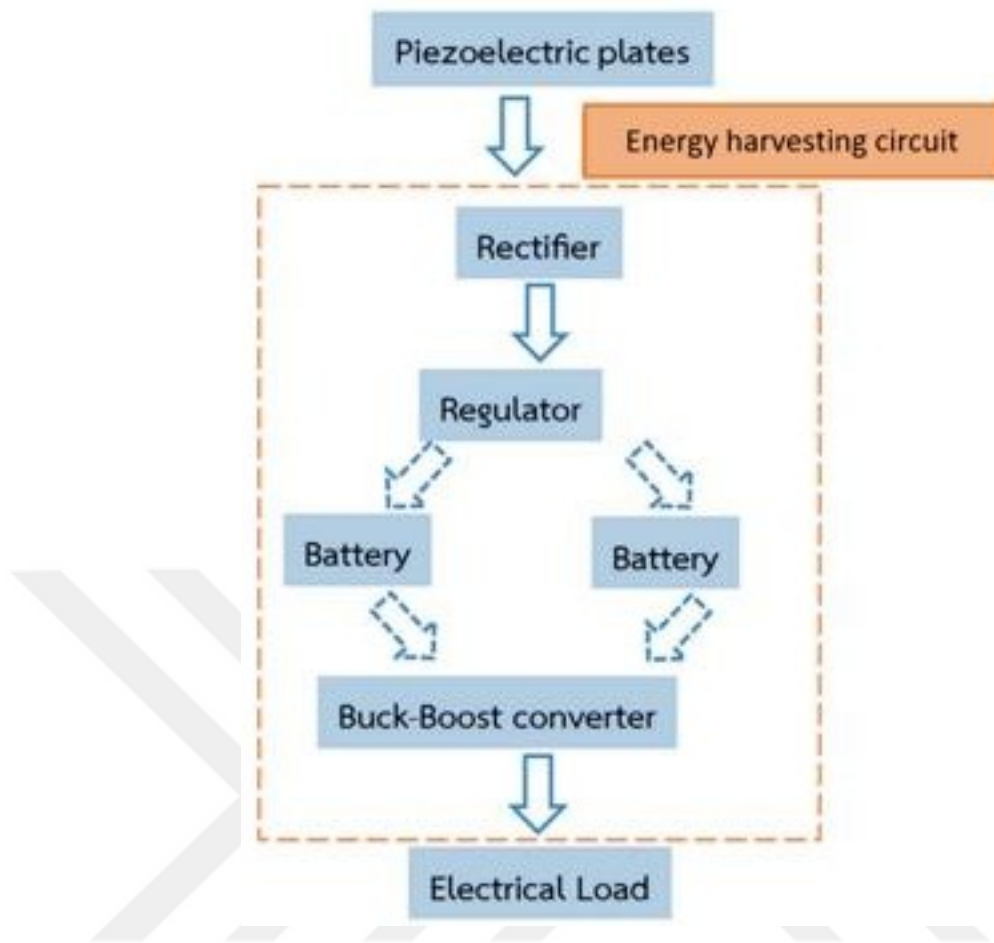 Piezoelectric plates
Energy harvesting circuit
Rectifier
Regulator
Battery
Battery
Buck-Boost converter
Electrical Load